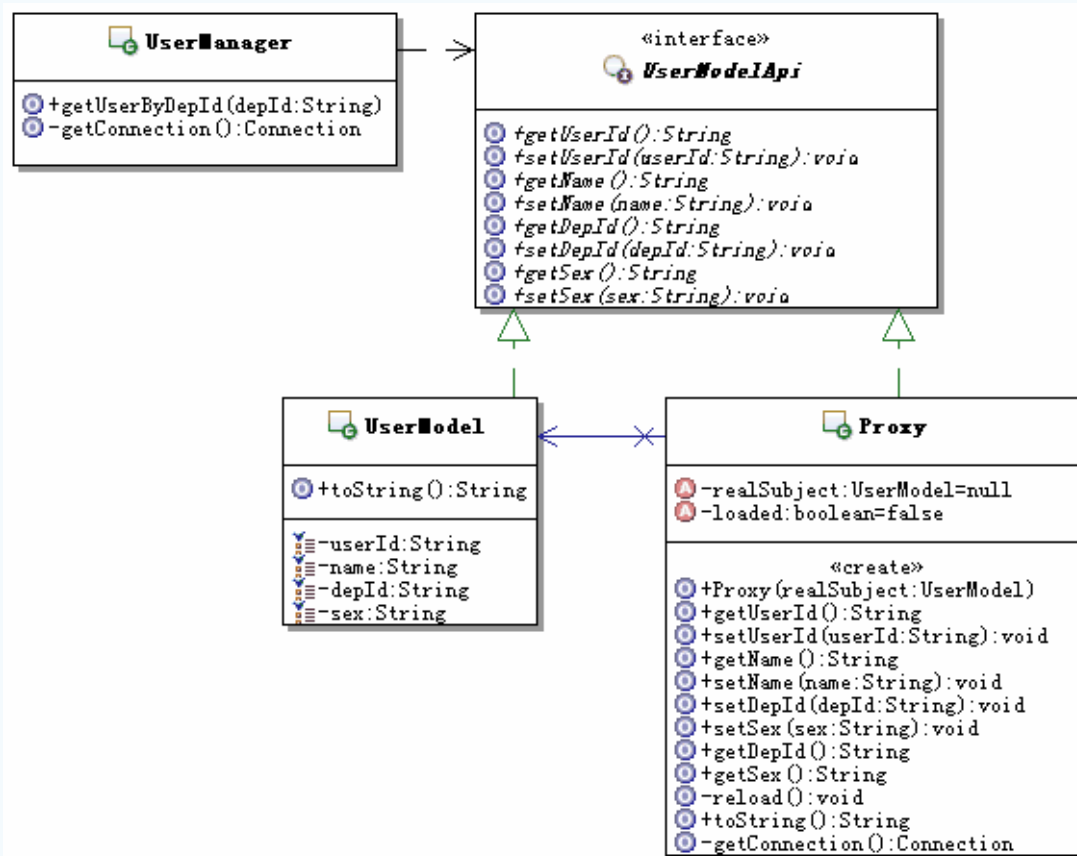 UserManager
+getUserByDepId(depId:String)
-getConnection():Connection
«interface»
UserModelApi
+getUserId():String
+setUserId(userId:String):void
+getName():String
+setName(name:String):void
+getDepId():String
+setDepId(depId:String):void
+getSex():String
+setSex(sex:String):void
UserModel
+toString():String
-userId:String
-name:String
-depId:String
-sex:String
Proxy
-realSubject:UserModel=null
-loaded:boolean=false
«create»
+Proxy(realSubject:UserModel)
+getUserId():String
+setUserId(userId:String):void
+getName():String
+setName(name:String):void
+setDepId(depId:String):void
+setSex(sex:String):void
+getDepId():String
+getSex():String
-reload():void
+toString():String
-getConnection():Connection